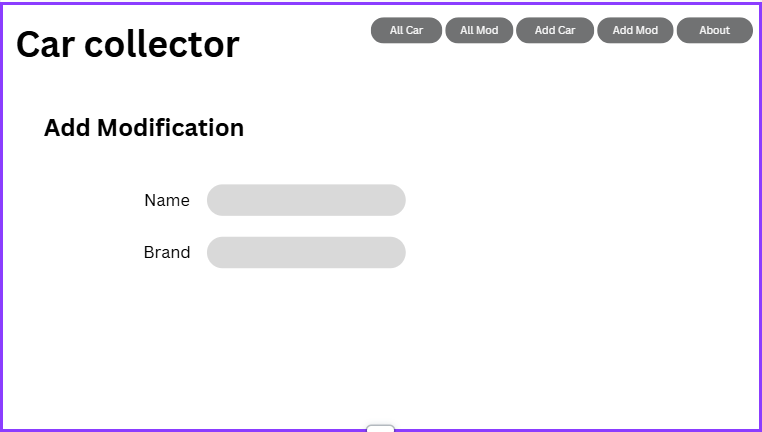 Car collector
All Car
All Mod
Add Car
Add Mod
About
Add Modification
Name
Brand